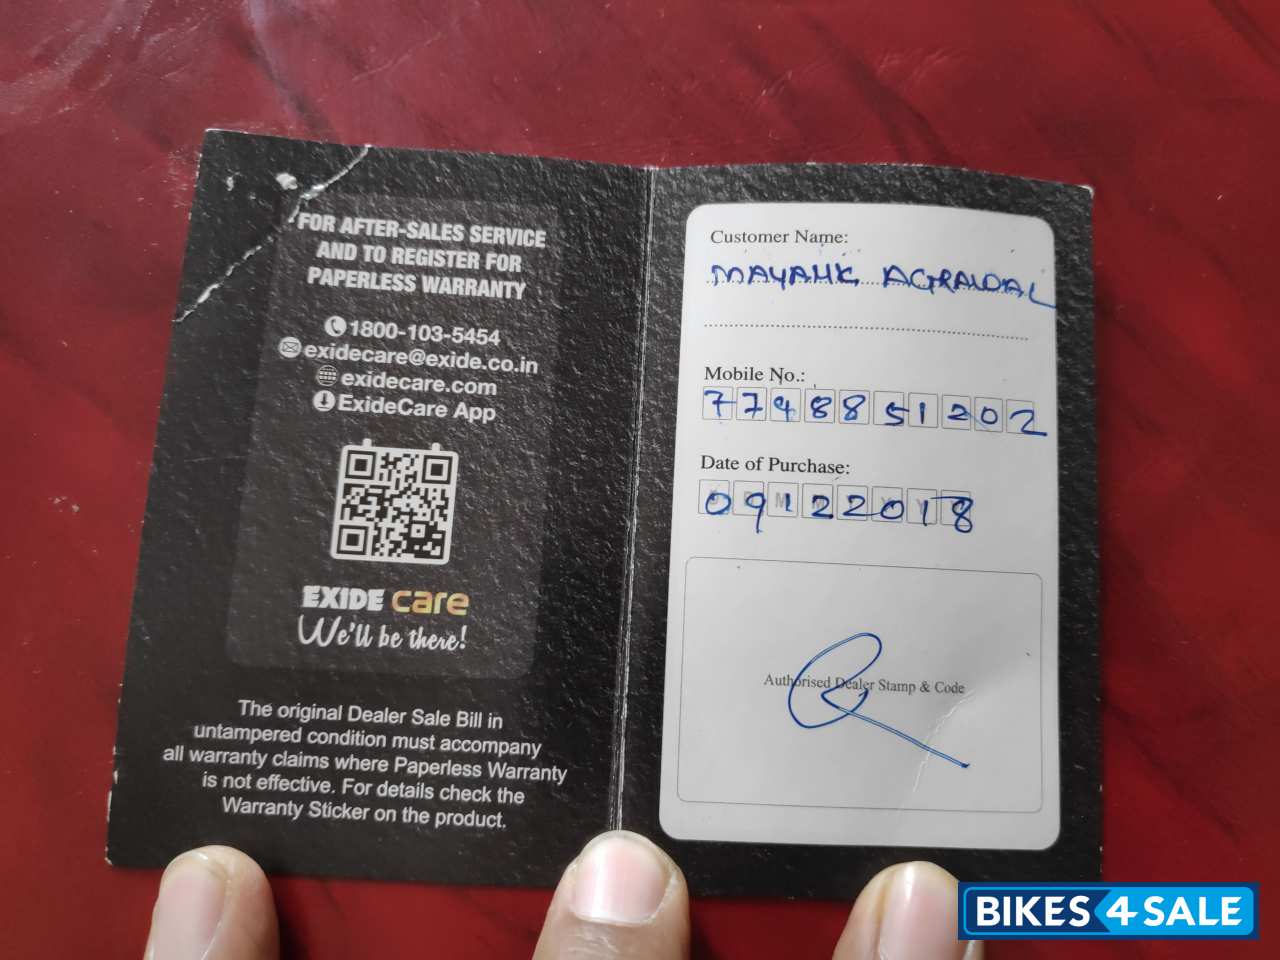 FOR AFTER-SALES SERVICE
AND TO REGISTER FOR
PAPERLESS WARRANTY
1800-103-5454
exidecare@exide.co.in
exidecare.com
ExideCare App
EXIDE care
We'll be there!
The original Dealer Sale Bill in
untampered condition must accompany
all warranty claims where Paperless Warranty
is not effective. For details check the
Warranty Sticker on the product.
Customer Name:
MAYANK AGRAWAL
Mobile No.:
7748851202
Date of Purchase:
09122018
Authorised Dealer Stamp & Code
BIKES4SALE